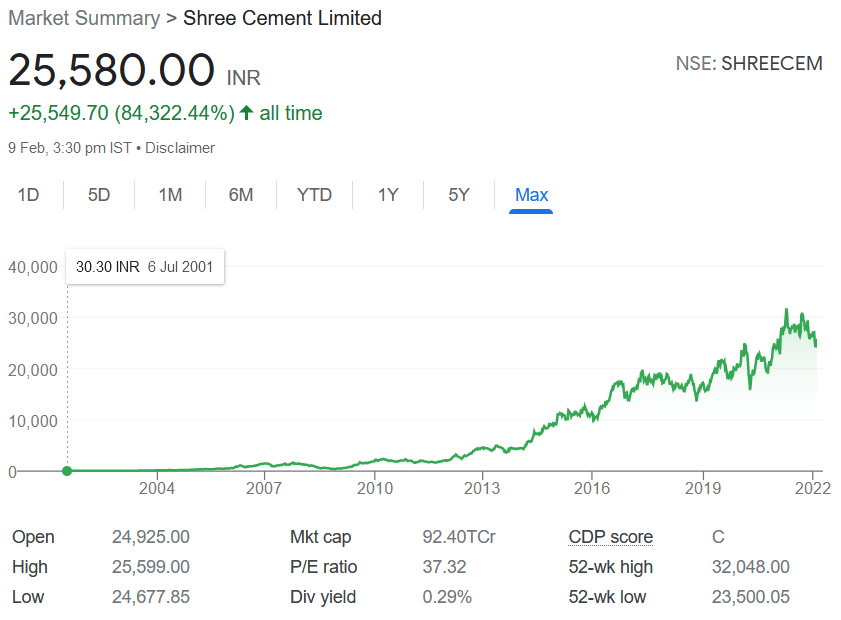 Market Summary > Shree Cement Limited
25,580.00 INR
NSE: SHREECEM
+25,549.70 (84,322.44%) ↑ all time
9 Feb, 3:30 pm IST • Disclaimer
1D 5D 1M 6M YTD 1Y 5Y Max
40,000
30.30 INR 6 Jul 2001
30,000
20,000
10,000
0
2004 2007 2010 2013 2016 2019 2022
Open 24,925.00 Mkt cap 92.40TCr CDP score C
High 25,599.00 P/E ratio 37.32 52-wk high 32,048.00
Low 24,677.85 Div yield 0.29% 52-wk low 23,500.05